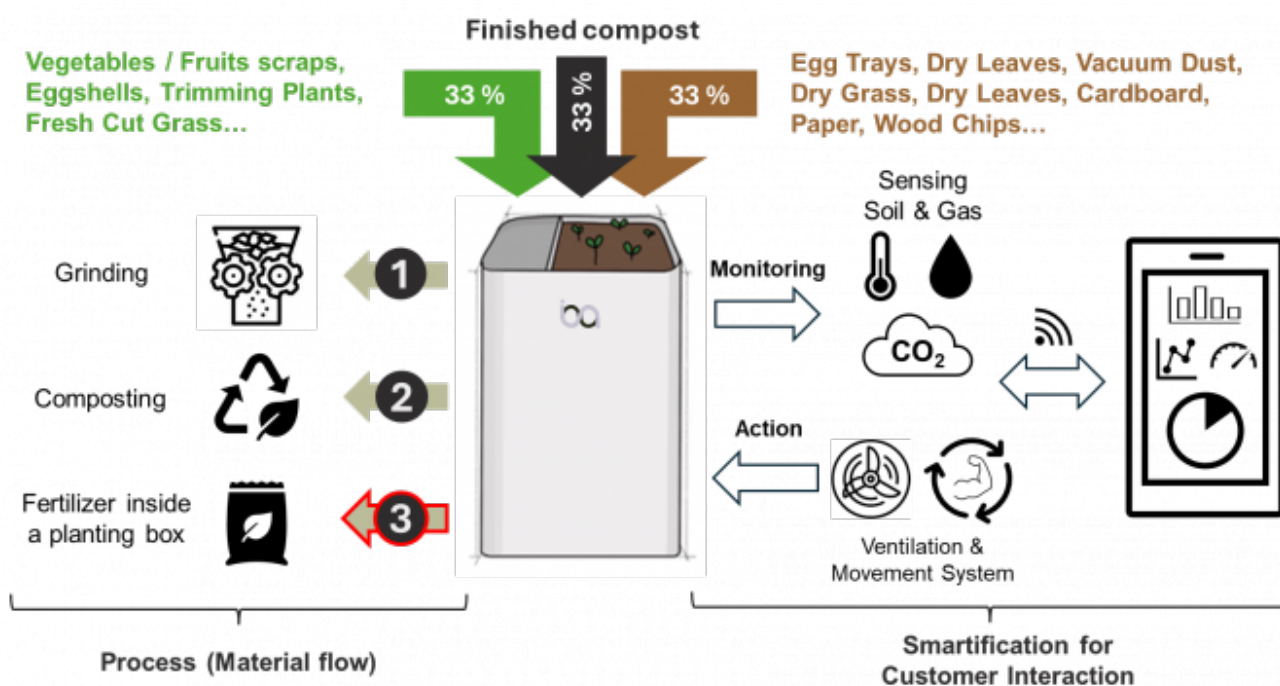 Finished compost
Vegetables / Fruits scraps,
Eggshells, Trimming Plants,
Fresh Cut Grass...
33 %
33 %
33 %
Egg Trays, Dry Leaves, Vacuum Dust,
Dry Grass, Dry Leaves, Cardboard,
Paper, Wood Chips...
Sensing
Soil & Gas
Grinding
1
Monitoring
CO2
Composting
2
Action
Fertilizer inside
a planting box
3
Ventilation &
Movement System
Process (Material flow)
Smartification for
Customer Interaction